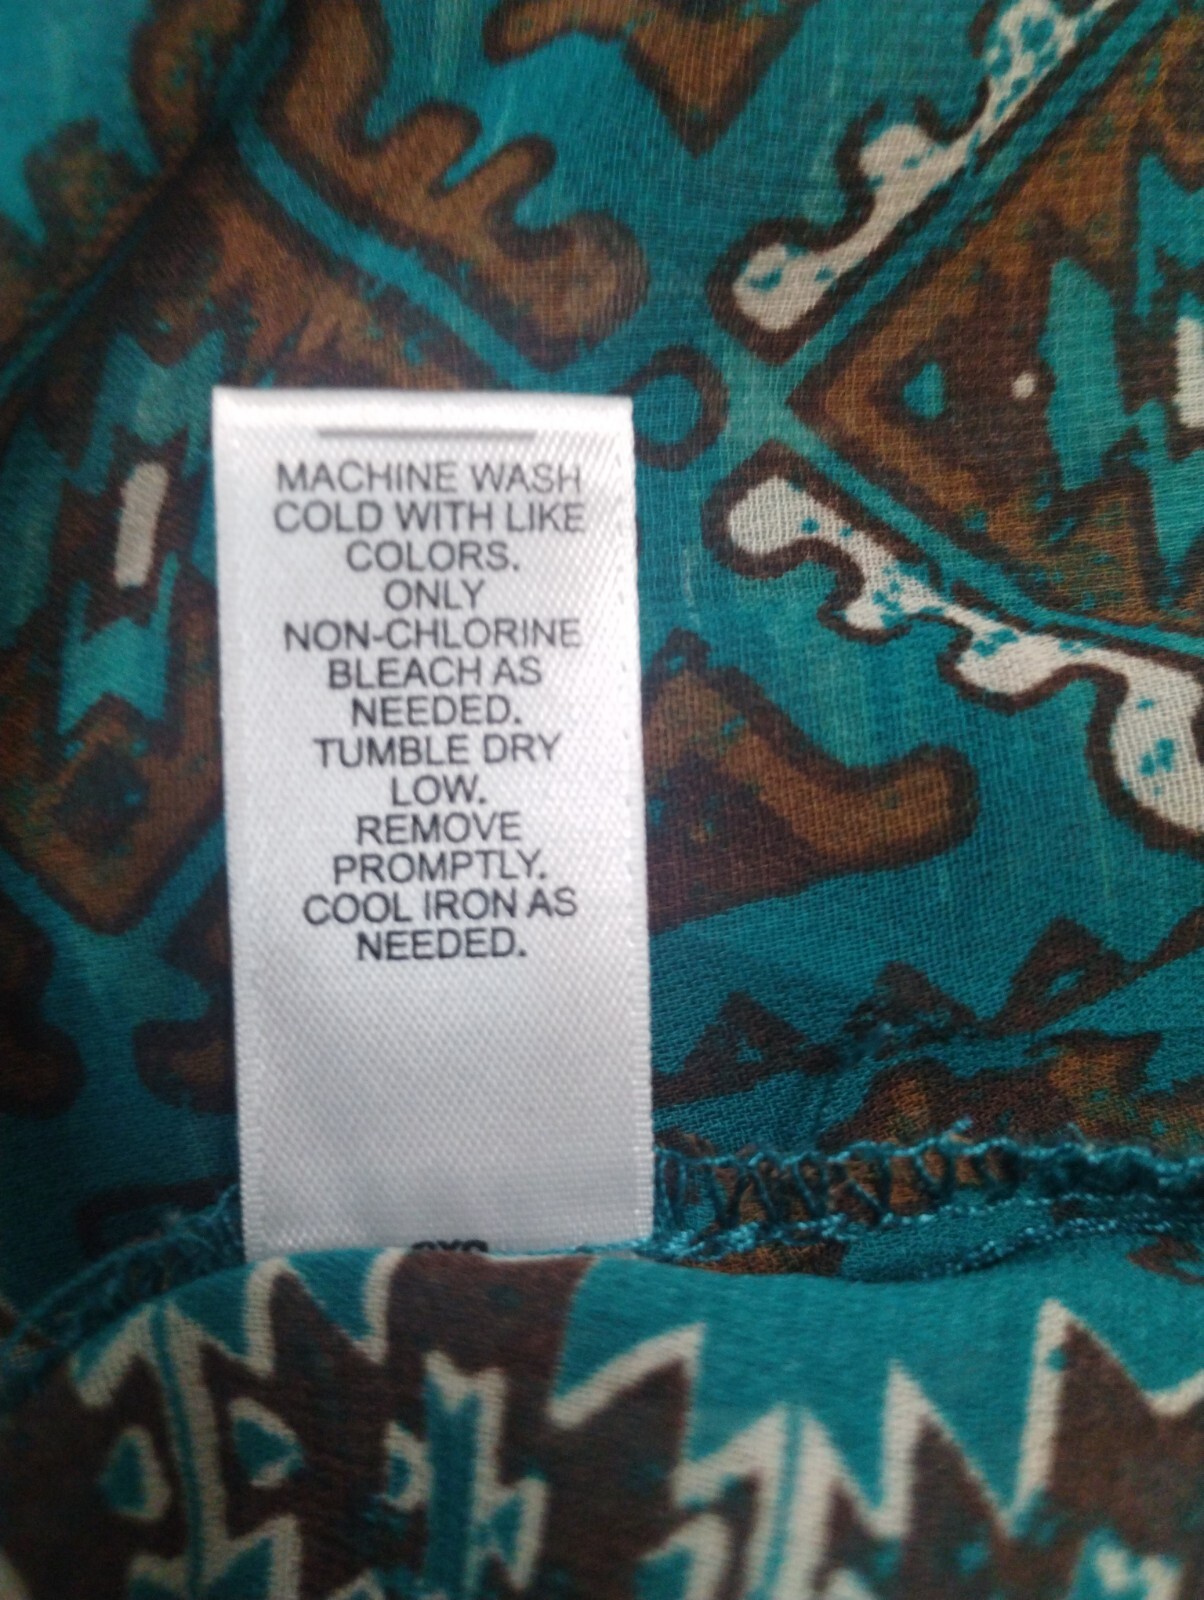 MACHINE WASH
COLD WITH LIKE
COLORS.
ONLY
NON-CHLORINE
BLEACH AS
NEEDED.
TUMBLE DRY
LOW.
REMOVE
PROMPTLY.
COOL IRON AS
NEEDED.